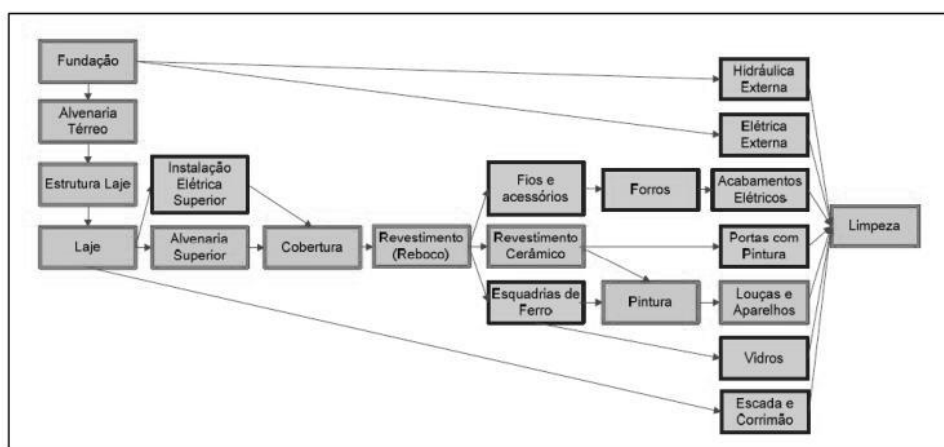 Fundação
Hidráulica
Externa
Alvenaria
Térreo
Elétrica
Externa
Estrutura Laje
Instalação
Elétrica
Superior
Fios e
acessórios
Forros
Acabamentos
Elétricos
Laje
Alvenaria
Superior
Cobertura
Revestimento
(Reboco)
Revestimento
Cerâmico
Portas com
Pintura
Limpeza
Esquadrias de
Ferro
Pintura
Louças e
Aparelhos
Vidros
Escada e
Corrimão